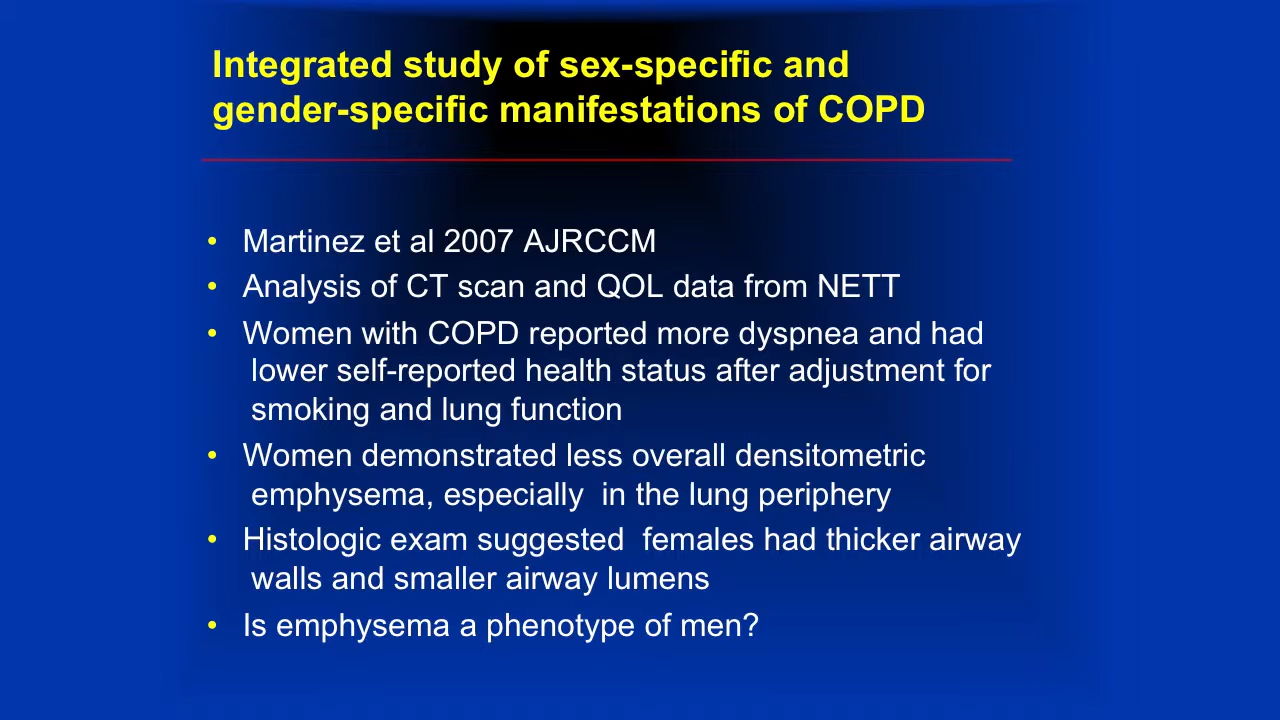 Integrated study of sex-specific and
gender-specific manifestations of COPD
• Martinez et al 2007 AJRCCM
• Analysis of CT scan and QOL data from NETT
• Women with COPD reported more dyspnea and had
lower self-reported health status after adjustment for
smoking and lung function
• Women demonstrated less overall densitometric
emphysema, especially  in the lung periphery
• Histologic exam suggested  females had thicker airway
walls and smaller airway lumens
• Is emphysema a phenotype of men?